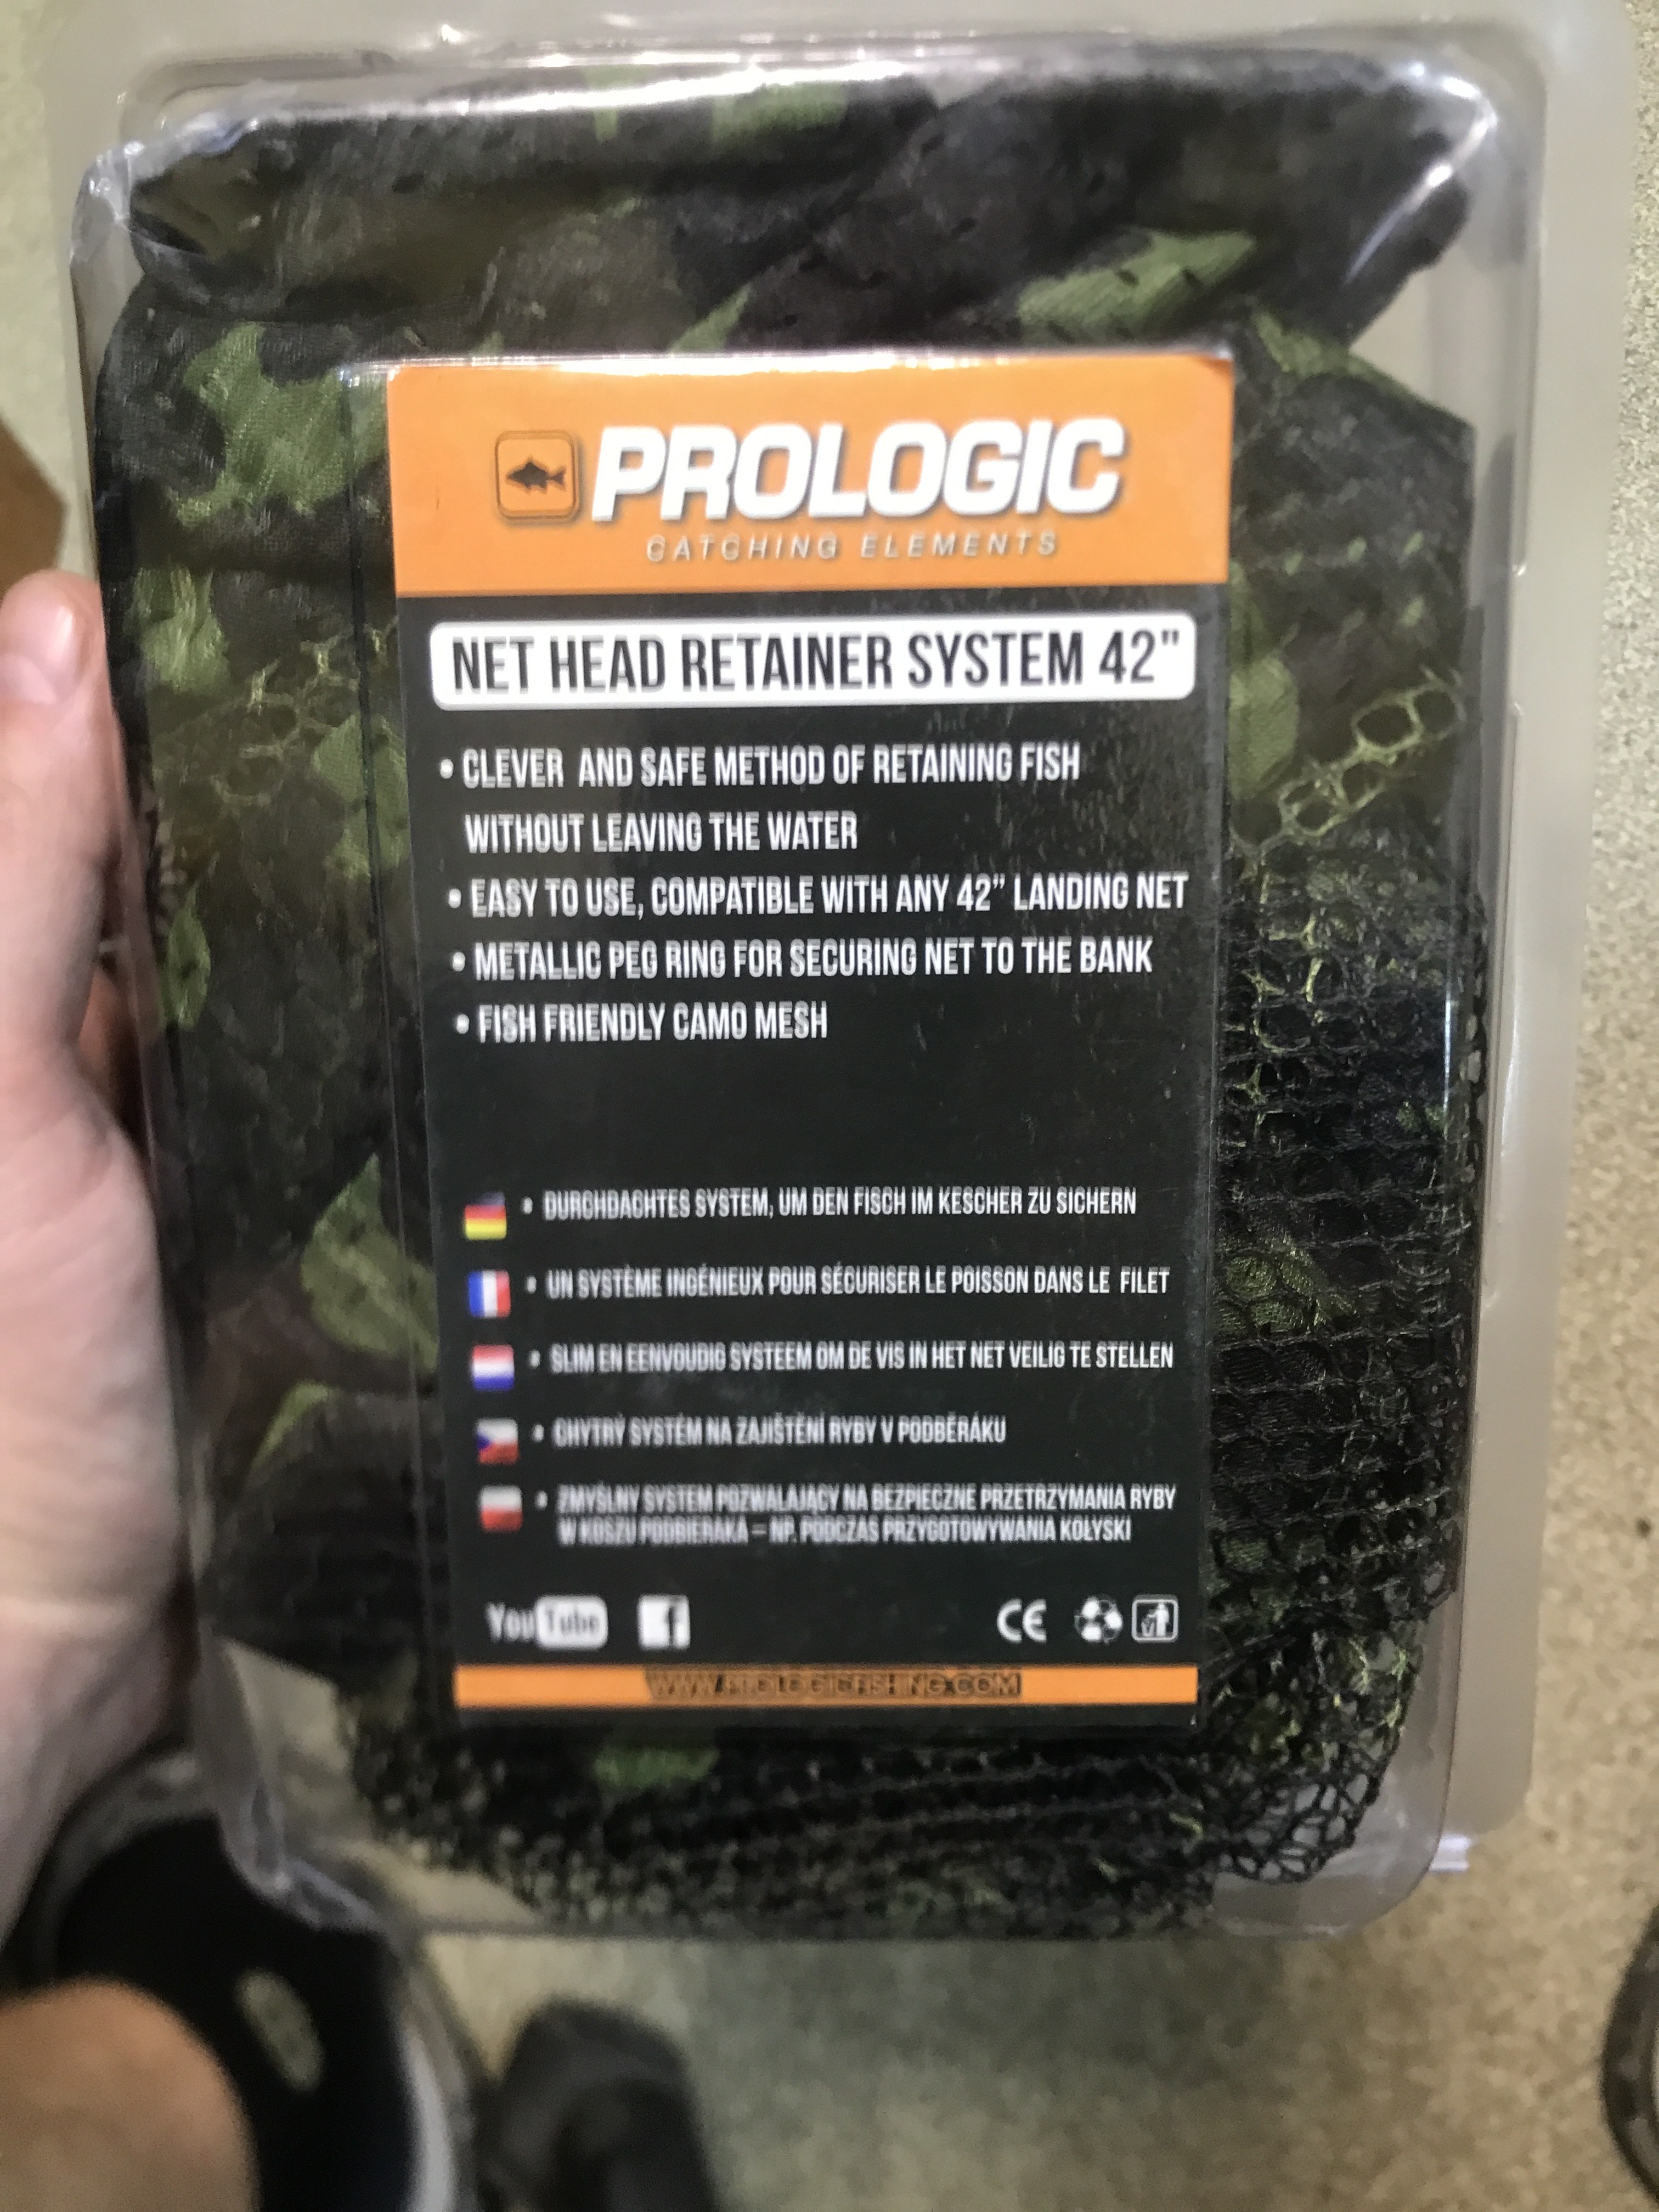 PROLOGIC
CATCHING ELEMENTS
NET HEAD RETAINER SYSTEM 42"
• CLEVER AND SAFE METHOD OF RETAINING FISH
WITHOUT LEAVING THE WATER
• EASY TO USE, COMPATIBLE WITH ANY 42” LANDING NET
• METALLIC PEG RING FOR SECURING NET TO THE BANK
• FISH FRIENDLY CAMO MESH
• DURCHDACHTES SYSTEM, UM DEN FISCH IM KESCHER ZU SICHERN
• UN SYSTÈME INGÉNIEUX POUR SÉCURISER LE POISSON DANS LE FILET
• SLIM EN EENVOUDIG SYSTEEM OM DE VIS IN HET NET VEILIG TE STELLEN
• CHYTRÝ SYSTÉM NA ZAJIŠTĚNÍ RYBY V PODBĚRÁKU
• ZMYŚLNY SYSTEM POZWALAJĄCY NA BEZPIECZNE PRZETRZYMANIA RYBY
W KOSZU PODBIERAKA – NP. PODCZAS PRZYGOTOWYWANIA KOŁYSKI
YouTube f CE
WWW.PROLOGICFISHING.COM